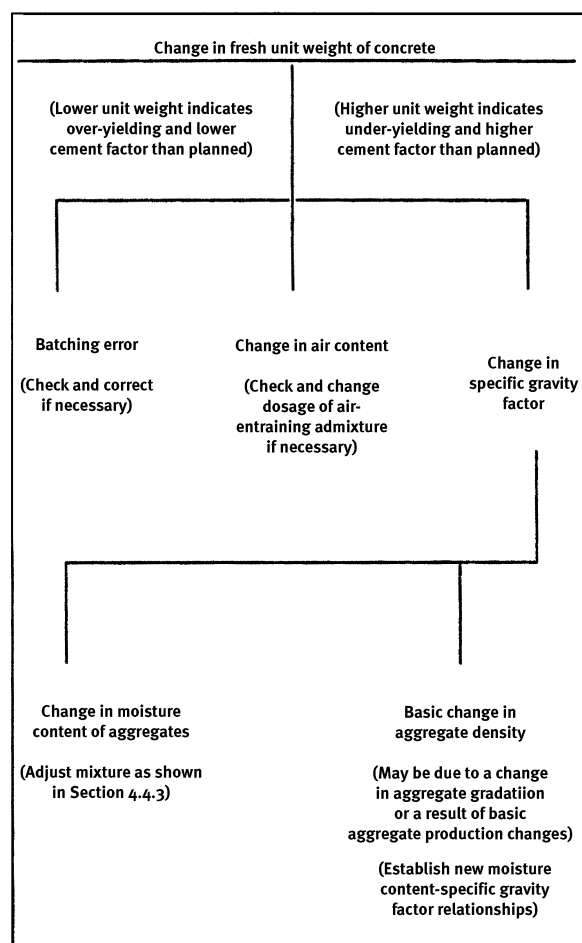 Change in fresh unit weight of concrete
(Lower unit weight indicates
over-yielding and lower
cement factor than planned)
(Higher unit weight indicates
under-yielding and higher
cement factor than planned)
Batching error
(Check and correct
if necessary)
Change in air content
(Check and change
dosage of air-
entraining admixture
if necessary)
Change in
specific gravity
factor
Change in moisture
content of aggregates
(Adjust mixture as shown
in Section 4.4.3)
Basic change in
aggregate density
(May be due to a change
in aggregate gradatiion
or a result of basic
aggregate production changes)
(Establish new moisture
content-specific gravity
factor relationships)